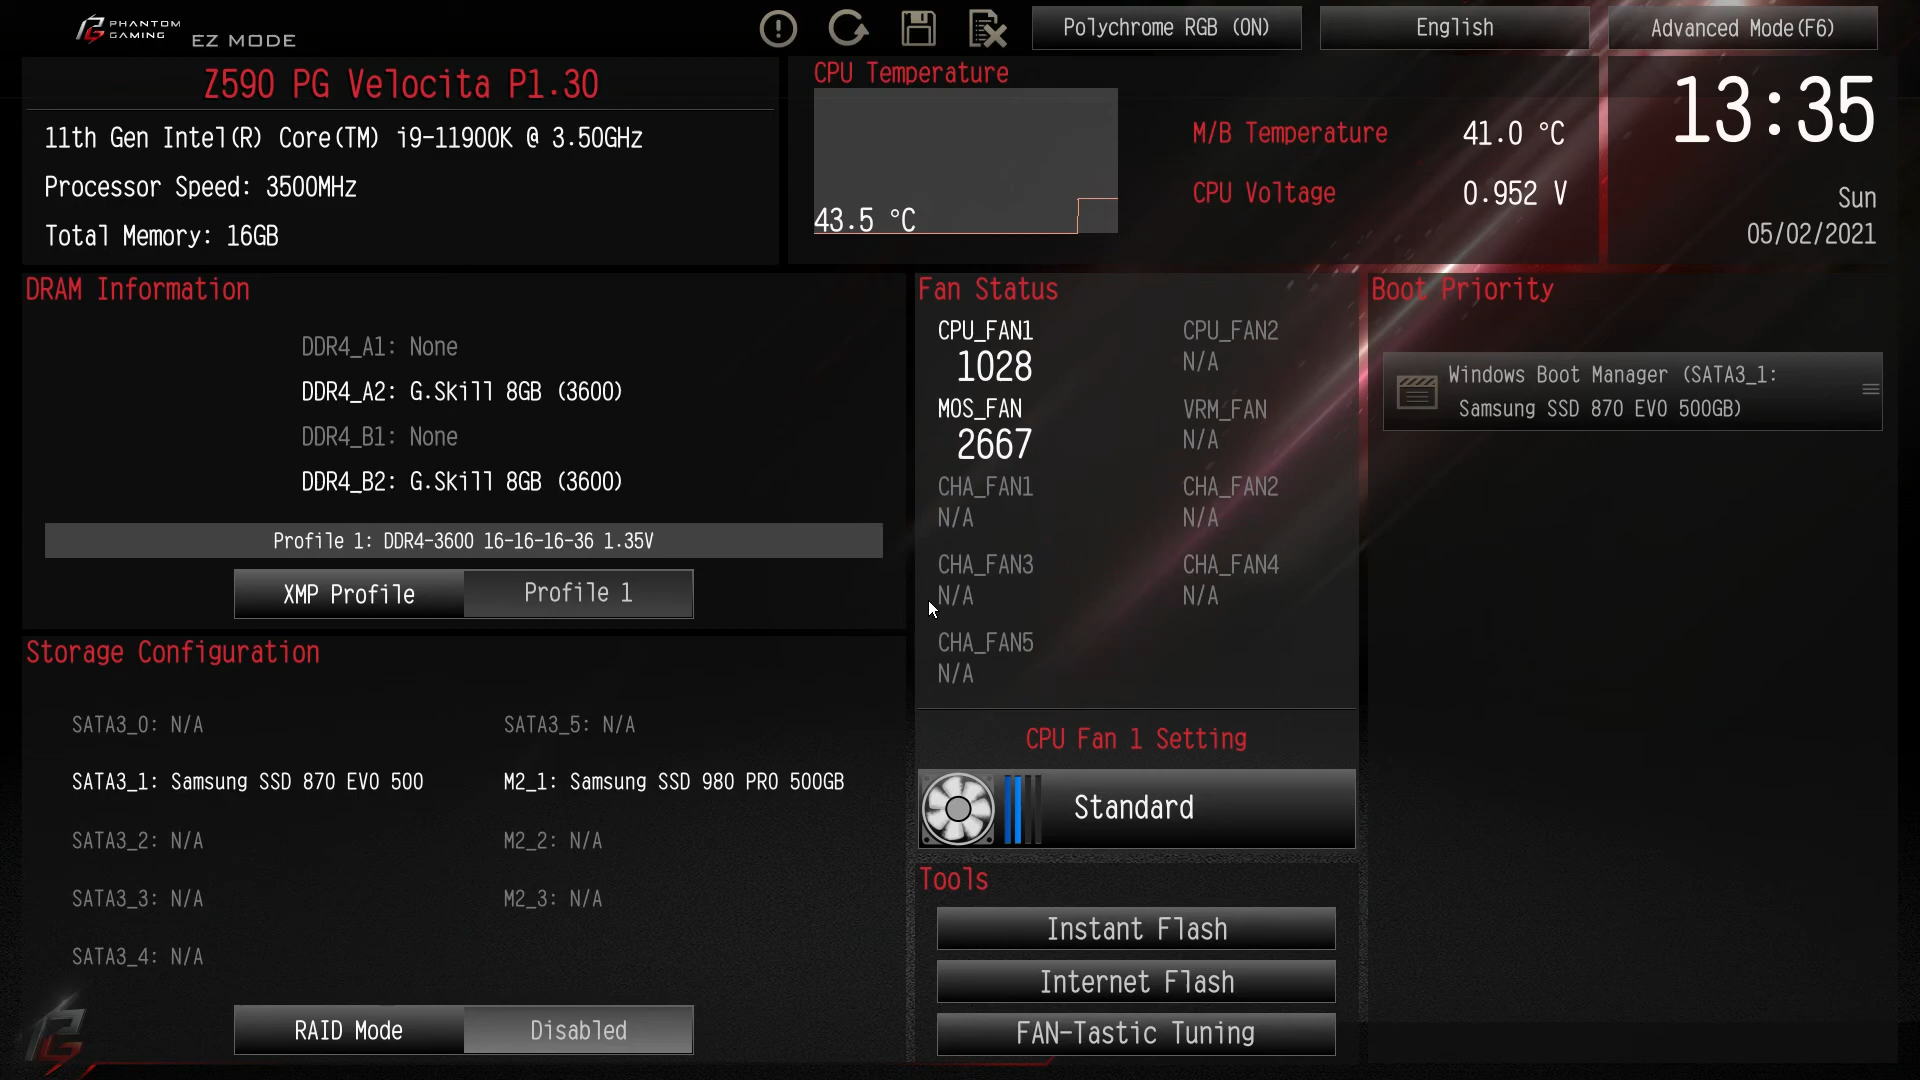 PHANTOM
GAMING
EZ MODE
Polychrome RGB (ON)
English
Advanced Mode(F6)
Z590 PG Velocita P1.30
11th Gen Intel(R) Core(TM) i9-11900K @ 3.50GHz
Processor Speed: 3500MHz
Total Memory: 16GB
CPU Temperature
43.5 °C
M/B Temperature 41.0 °C
CPU Voltage 0.952 V
13:35
Sun
05/02/2021
DRAM Information
DDR4_A1: None
DDR4_A2: G.Skill 8GB (3600)
DDR4_B1: None
DDR4_B2: G.Skill 8GB (3600)
Profile 1: DDR4-3600 16-16-16-36 1.35V
XMP Profile Profile 1
Storage Configuration
SATA3_0: N/A SATA3_5: N/A
SATA3_1: Samsung SSD 870 EVO 500 M2_1: Samsung SSD 980 PRO 500GB
SATA3_2: N/A M2_2: N/A
SATA3_3: N/A M2_3: N/A
SATA3_4: N/A
RAID Mode Disabled
Fan Status
CPU_FAN1 CPU_FAN2
1028 N/A
MOS_FAN VRM_FAN
2667 N/A
CHA_FAN1 CHA_FAN2
N/A N/A
CHA_FAN3 CHA_FAN4
N/A N/A
CHA_FAN5
N/A
CPU Fan 1 Setting
Standard
Tools
Instant Flash
Internet Flash
FAN-Tastic Tuning
Boot Priority
Windows Boot Manager (SATA3_1:
Samsung SSD 870 EVO 500GB)